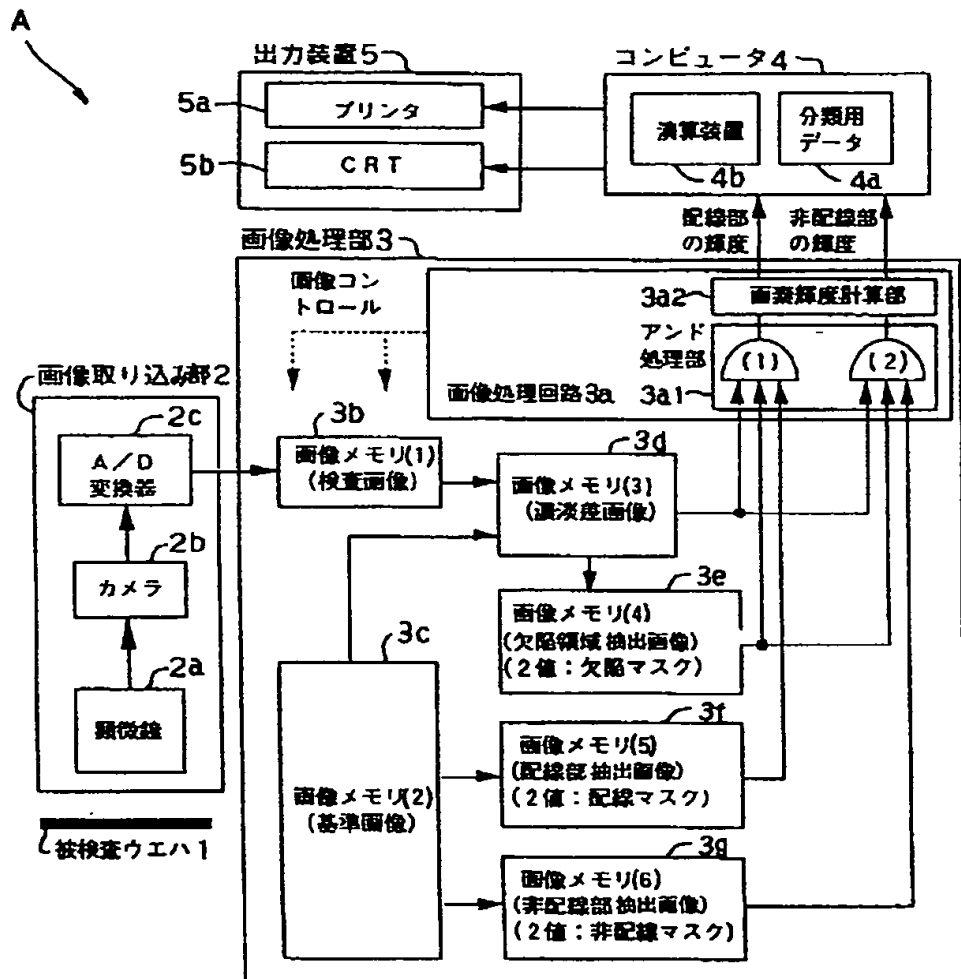 A
出力装置5
5a
プリンタ
5b
CRT
コンピュータ4
演算装置
4b
分類用
データ
4a
配線部
の輝度
非配線部
の輝度
画像処理部3
画像コン
トロール
3a2
画素輝度計算部
アンド
処理部
3a1
(1)
(2)
画像処理回路3a
画像取り込み部2
2c
A/D
変換器
2b
カメラ
2a
顕微鏡
被検査ウエハ1
3b
画像メモリ(1)
(検査画像)
3d
画像メモリ(3)
(濃淡差画像)
3e
画像メモリ(4)
(欠陥領域抽出画像)
(2値:欠陥マスク)
3c
画像メモリ(2)
(基準画像)
3f
画像メモリ(5)
(配線部抽出画像)
(2値:配線マスク)
3g
画像メモリ(6)
(非配線部抽出画像)
(2値:非配線マスク)